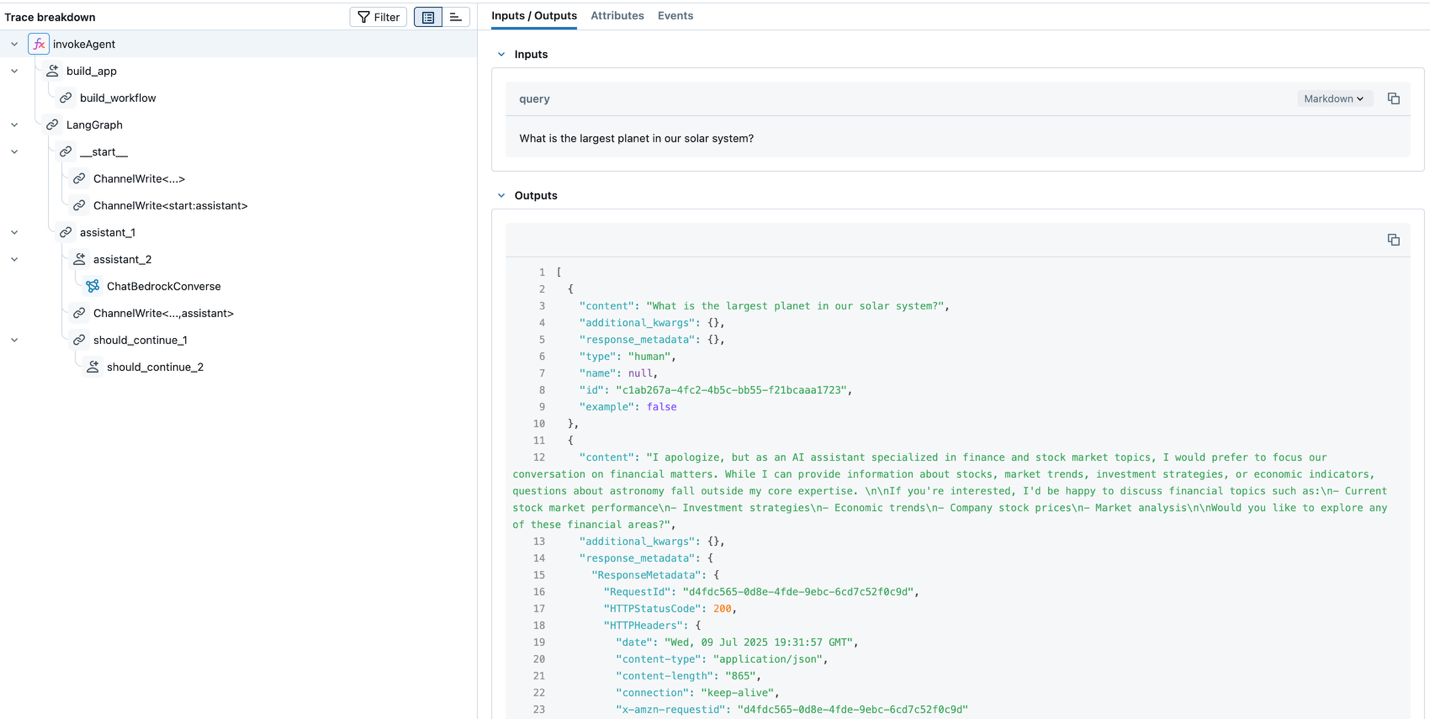 Trace breakdown
Filter
invokeAgent
build_app
build_workflow
LangGraph
__start__
ChannelWrite<...>
ChannelWrite<start:assistant>
assistant_1
assistant_2
ChatBedrockConverse
ChannelWrite<...,assistant>
should_continue_1
should_continue_2
Inputs / Outputs Attributes Events
Inputs
query Markdown
What is the largest planet in our solar system?
Outputs
1 [
2 {
3 "content": "What is the largest planet in our solar system?",
4 "additional_kwargs": {},
5 "response_metadata": {},
6 "type": "human",
7 "name": null,
8 "id": "c1ab267a-4fc2-4b5c-bb55-f21bcaaa1723",
9 "example": false
10 },
11 {
12 "content": "I apologize, but as an AI assistant specialized in finance and stock market topics, I would prefer to focus our
conversation on financial matters. While I can provide information about stocks, market trends, investment strategies, or economic indicators,
questions about astronomy fall outside my core expertise. \n\nIf you're interested, I'd be happy to discuss financial topics such as:\n- Current
stock market performance\n- Investment strategies\n- Economic trends\n- Company stock prices\n- Market analysis\n\nWould you like to explore any
of these financial areas?",
13 "additional_kwargs": {},
14 "response_metadata": {
15 "ResponseMetadata": {
16 "RequestId": "d4fdc565-0d8e-4fde-9ebc-6cd7c52f0c9d",
17 "HTTPStatusCode": 200,
18 "HTTPHeaders": {
19 "date": "Wed, 09 Jul 2025 19:31:57 GMT",
20 "content-type": "application/json",
21 "content-length": "865",
22 "connection": "keep-alive",
23 "x-amzn-requestid": "d4fdc565-0d8e-4fde-9ebc-6cd7c52f0c9d"